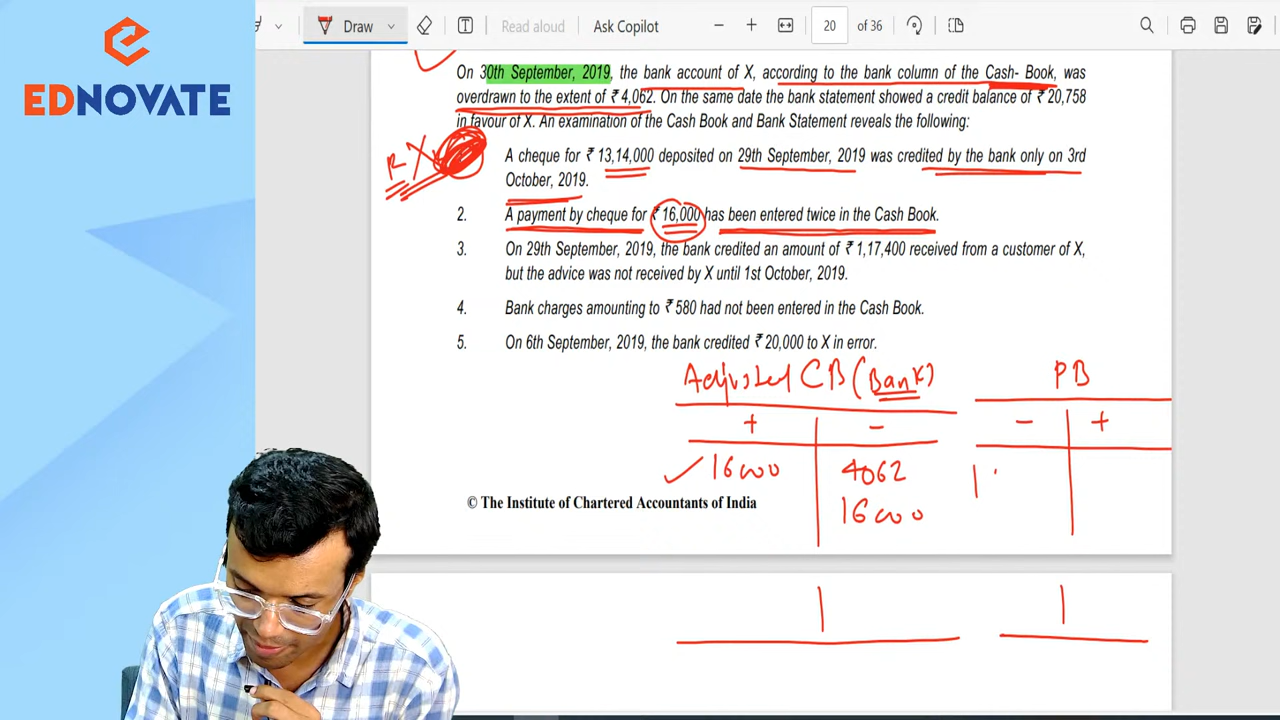 EDNOVATE
Draw
Read aloud
Ask Copilot
20 of 36
On 30th September, 2019, the bank account of X, according to the bank column of the Cash- Book, was
overdrawn to the extent of ₹ 4,062. On the same date the bank statement showed a credit balance of ₹ 20,758
in favour of X. An examination of the Cash Book and Bank Statement reveals the following:
A cheque for ₹ 13,14,000 deposited on 29th September, 2019 was credited by the bank only on 3rd
October, 2019.
2. A payment by cheque for ₹ 16,000 has been entered twice in the Cash Book.
3. On 29th September, 2019, the bank credited an amount of ₹ 1,17,400 received from a customer of X,
but the advice was not received by X until 1st October, 2019.
4. Bank charges amounting to ₹ 580 had not been entered in the Cash Book.
5. On 6th September, 2019, the bank credited ₹ 20,000 to X in error.
Adjusted CB (Bank) PB
+ - - +
16000 4062
16000
© The Institute of Chartered Accountants of India